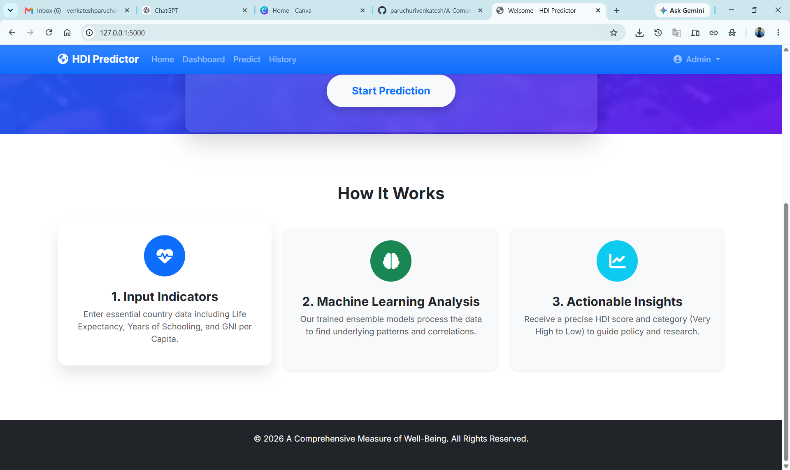 Inbox (6) - venkateshparuchur
ChatGPT
Home - Canva
paruchurivenkatesh/A-Compre
Welcome - HDI Predictor
Ask Gemini
127.0.0.1:5000
HDI Predictor
Home
Dashboard
Predict
History
Admin
Start Prediction
How It Works
1. Input Indicators
Enter essential country data including Life
Expectancy, Years of Schooling, and GNI per
Capita.
2. Machine Learning Analysis
Our trained ensemble models process the data
to find underlying patterns and correlations.
3. Actionable Insights
Receive a precise HDI score and category (Very
High to Low) to guide policy and research.
© 2026 A Comprehensive Measure of Well-Being. All Rights Reserved.